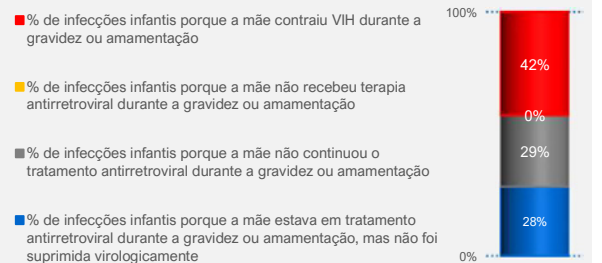 % de infecções infantis porque a mãe contraiu VIH durante a
gravidez ou amamentação
% de infecções infantis porque a mãe não recebeu terapia
antirretroviral durante a gravidez ou amamentação
% de infecções infantis porque a mãe não continuou o
tratamento antirretroviral durante a gravidez ou amamentação
% de infecções infantis porque a mãe estava em tratamento
antirretroviral durante a gravidez ou amamentação, mas não foi
suprimida virologicamente
100%
42%
0%
29%
28%
0%